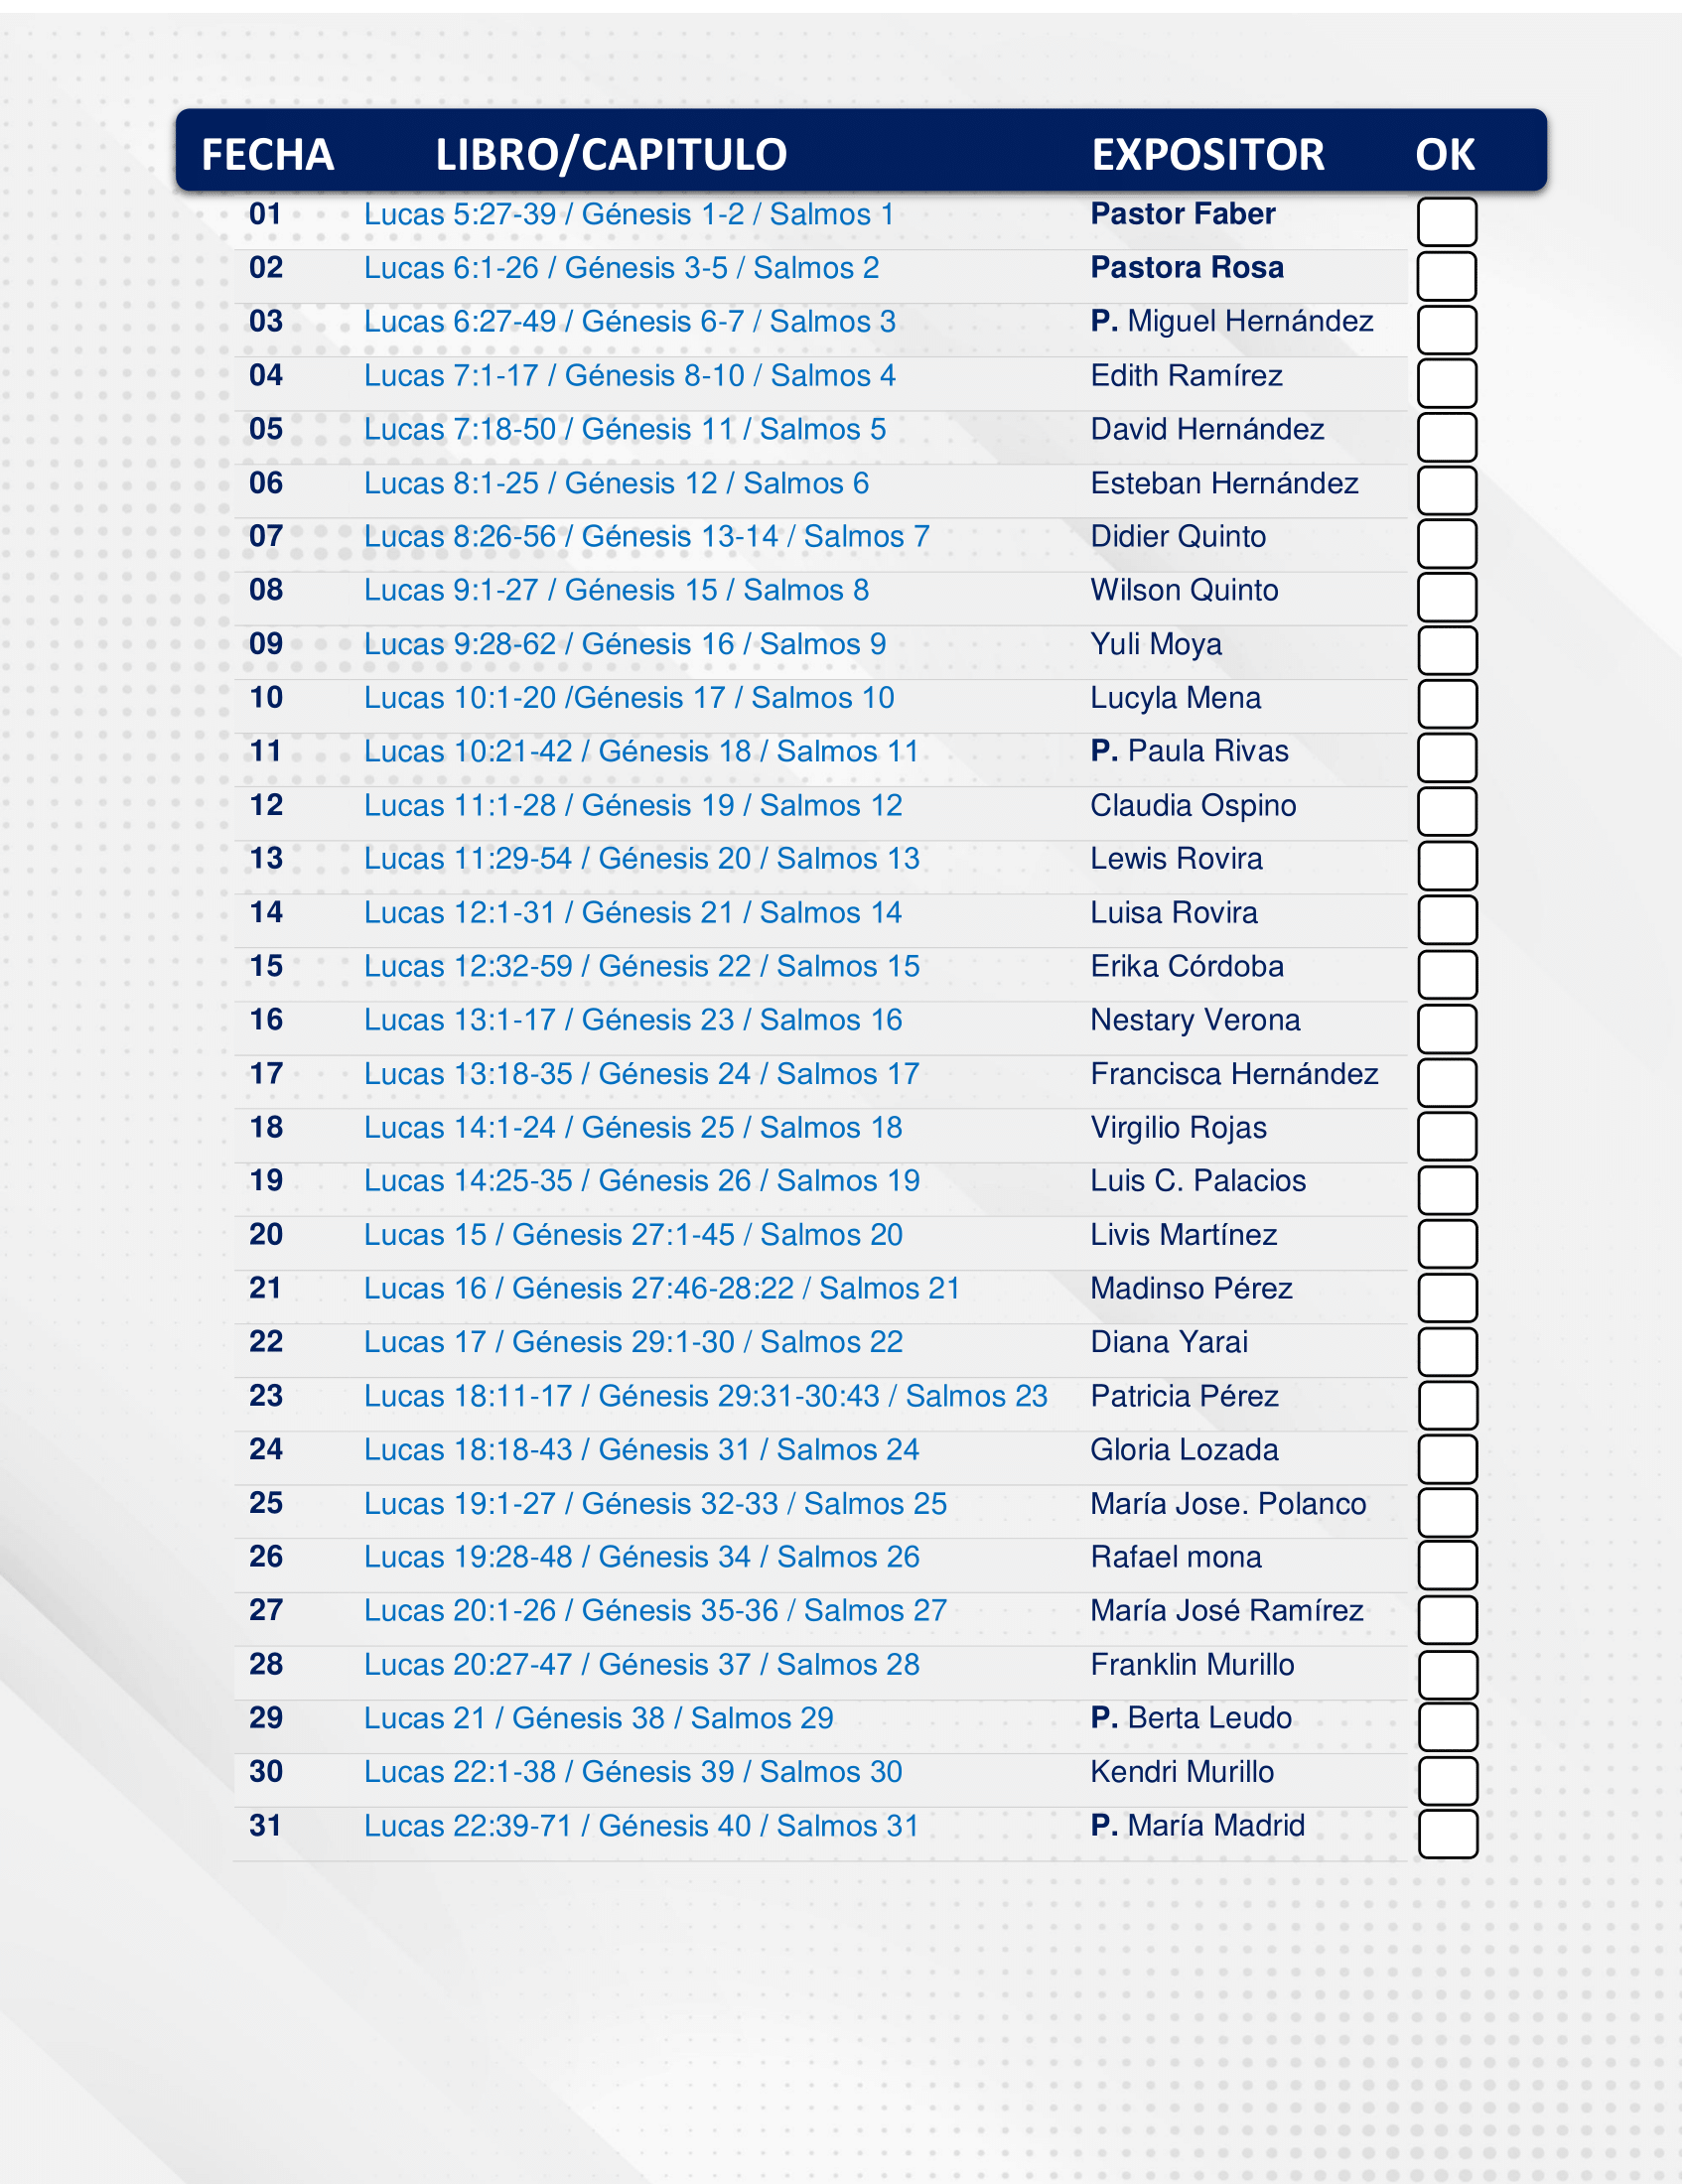 FECHA LIBRO/CAPITULO EXPOSITOR OK
01 Lucas 5:27-39 / Génesis 1-2 / Salmos 1 Pastor Faber
02 Lucas 6:1-26 / Génesis 3-5 / Salmos 2 Pastora Rosa
03 Lucas 6:27-49 / Génesis 6-7 / Salmos 3 P. Miguel Hernández
04 Lucas 7:1-17 / Génesis 8-10 / Salmos 4 Edith Ramírez
05 Lucas 7:18-50 / Génesis 11 / Salmos 5 David Hernández
06 Lucas 8:1-25 / Génesis 12 / Salmos 6 Esteban Hernández
07 Lucas 8:26-56 / Génesis 13-14 / Salmos 7 Didier Quinto
08 Lucas 9:1-27 / Génesis 15 / Salmos 8 Wilson Quinto
09 Lucas 9:28-62 / Génesis 16 / Salmos 9 Yuli Moya
10 Lucas 10:1-20 /Génesis 17 / Salmos 10 Lucyla Mena
11 Lucas 10:21-42 / Génesis 18 / Salmos 11 P. Paula Rivas
12 Lucas 11:1-28 / Génesis 19 / Salmos 12 Claudia Ospino
13 Lucas 11:29-54 / Génesis 20 / Salmos 13 Lewis Rovira
14 Lucas 12:1-31 / Génesis 21 / Salmos 14 Luisa Rovira
15 Lucas 12:32-59 / Génesis 22 / Salmos 15 Erika Córdoba
16 Lucas 13:1-17 / Génesis 23 / Salmos 16 Nestary Verona
17 Lucas 13:18-35 / Génesis 24 / Salmos 17 Francisca Hernández
18 Lucas 14:1-24 / Génesis 25 / Salmos 18 Virgilio Rojas
19 Lucas 14:25-35 / Génesis 26 / Salmos 19 Luis C. Palacios
20 Lucas 15 / Génesis 27:1-45 / Salmos 20 Livis Martínez
21 Lucas 16 / Génesis 27:46-28:22 / Salmos 21 Madinso Pérez
22 Lucas 17 / Génesis 29:1-30 / Salmos 22 Diana Yarai
23 Lucas 18:11-17 / Génesis 29:31-30:43 / Salmos 23 Patricia Pérez
24 Lucas 18:18-43 / Génesis 31 / Salmos 24 Gloria Lozada
25 Lucas 19:1-27 / Génesis 32-33 / Salmos 25 María Jose. Polanco
26 Lucas 19:28-48 / Génesis 34 / Salmos 26 Rafael mona
27 Lucas 20:1-26 / Génesis 35-36 / Salmos 27 María José Ramírez
28 Lucas 20:27-47 / Génesis 37 / Salmos 28 Franklin Murillo
29 Lucas 21 / Génesis 38 / Salmos 29 P. Berta Leudo
30 Lucas 22:1-38 / Génesis 39 / Salmos 30 Kendri Murillo
31 Lucas 22:39-71 / Génesis 40 / Salmos 31 P. María Madrid